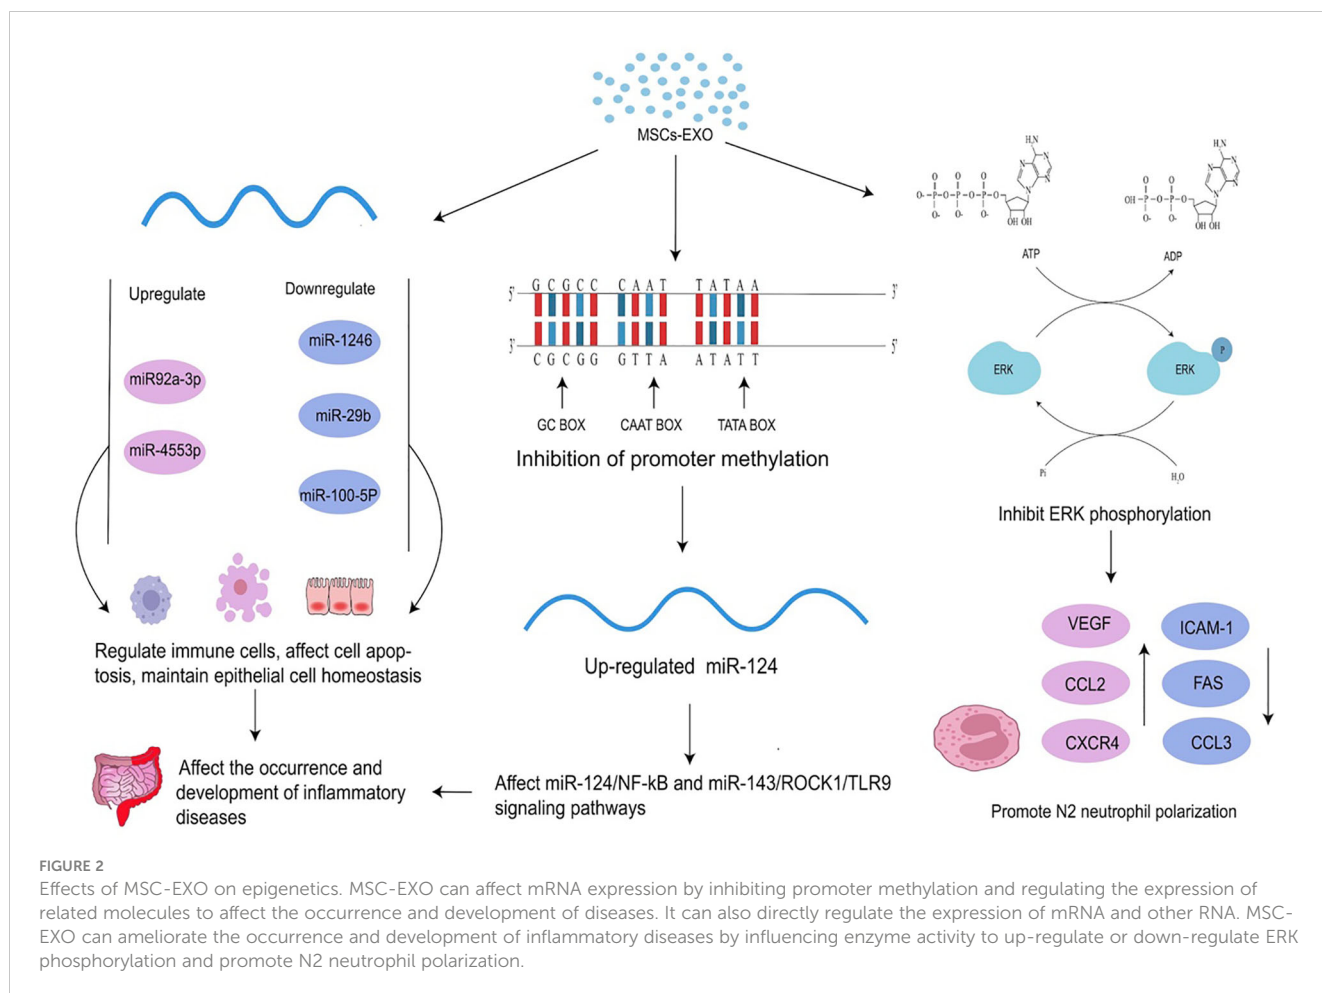 MSCs-EXO
Upregulate
Downregulate
miR92a-3p
miR-4553p
miR-1246
miR-29b
miR-100-5P
Regulate immune cells, affect cell apop-
tosis, maintain epithelial cell homeostasis
Affect the occurrence and
development of inflammatory
diseases
G C G C C C A A T T A T A A
5' 3'
3' 5'
C G C G G G T T A A T A T T
GC BOX CAAT BOX TATA BOX
Inhibition of promoter methylation
Up-regulated miR-124
Affect miR-124/NF-kB and miR-143/ROCK1/TLR9
signaling pathways
H₂N
N N
N N
O O O
O- P O P O P O O
O- O- O-
OH OH
ATP
H₂N
N N
N N
O O
OH P O P O O
O- O-
OH OH
ADP
ERK
ERK
P
Pi
H₂O
Inhibit ERK phosphorylation
VEGF
CCL2
CXCR4
ICAM-1
FAS
CCL3
Promote N2 neutrophil polarization
FIGURE 2
Effects of MSC-EXO on epigenetics. MSC-EXO can affect mRNA expression by inhibiting promoter methylation and regulating the expression of
related molecules to affect the occurrence and development of diseases. It can also directly regulate the expression of mRNA and other RNA. MSC-
EXO can ameliorate the occurrence and development of inflammatory diseases by influencing enzyme activity to up-regulate or down-regulate ERK
phosphorylation and promote N2 neutrophil polarization.